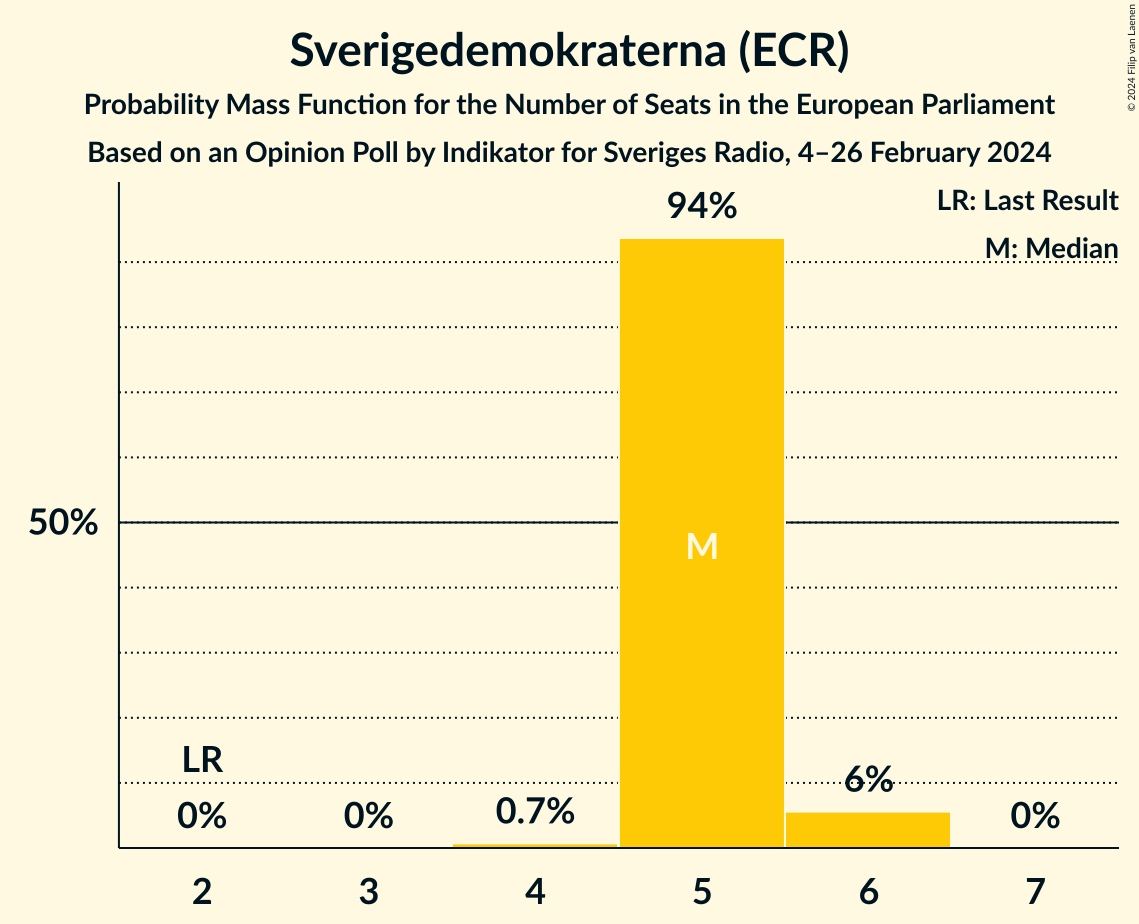 Sverigedemokraterna (ECR)
Probability Mass Function for the Number of Seats in the European Parliament
Based on an Opinion Poll by Indikator for Sveriges Radio, 4–26 February 2024
© 2024 Filip van Laenen
LR: Last Result
M: Median
94%
50%
M
LR
0%
0%
0.7%
6%
0%
2
3
4
5
6
7